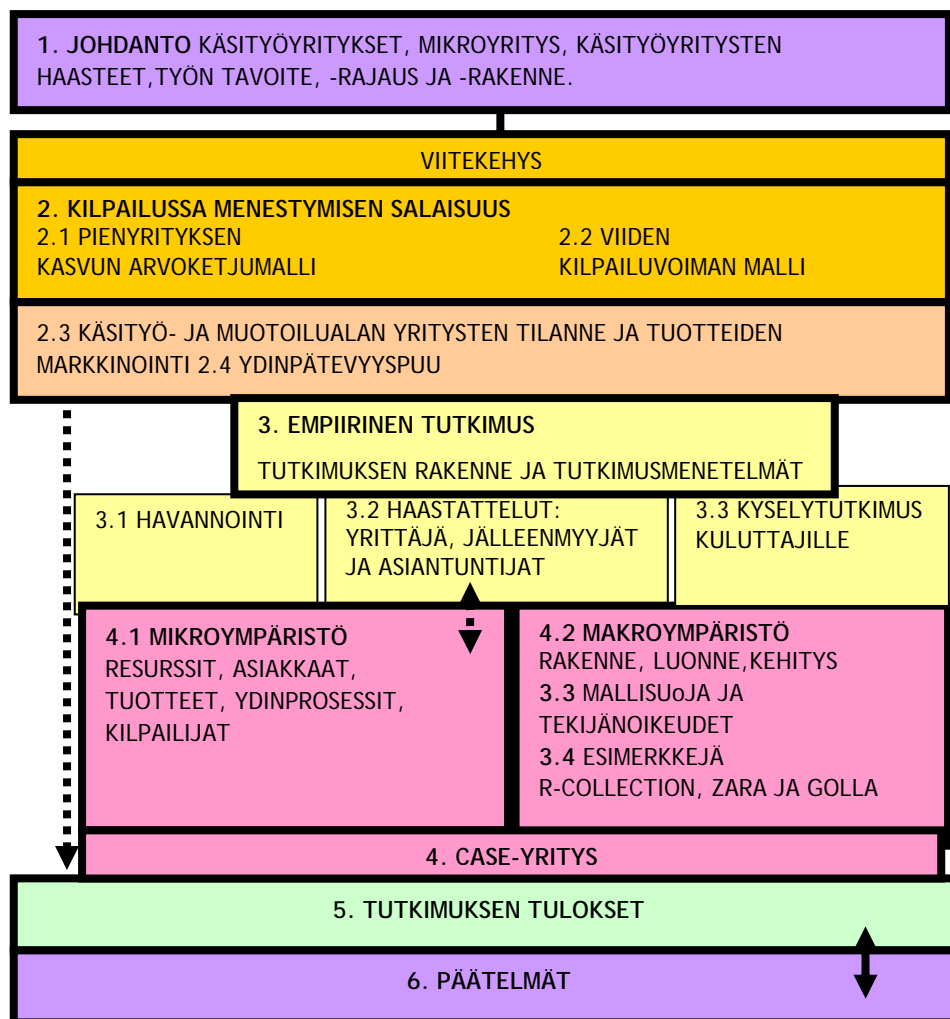 1. JOHDANTO KÄSITYÖYRITYKSET, MIKROYRITYS, KÄSITYÖYRITYSTEN
HAASTEET,TYÖN TAVOITE, -RAJAUS JA -RAKENNE.
VIITEKEHYS
2. KILPAILUSSA MENESTYMISEN SALAISUUS
2.1 PIENYRITYKSEN
KASVUN ARVOKETJUMALLI
2.2 VIIDEN
KILPAILUVOIMAN MALLI
2.3 KÄSITYÖ- JA MUOTOILUALAN YRITYSTEN TILANNE JA TUOTTEIDEN
MARKKINOINTI 2.4 YDINPÄTEVYYSPUU
3. EMPIIRINEN TUTKIMUS
TUTKIMUKSEN RAKENNE JA TUTKIMUSMENETELMÄT
3.1 HAVANNOINTI
3.2 HAASTATTELUT:
YRITTÄJÄ, JÄLLEENMYYJÄT
JA ASIANTUNTIJAT
3.3 KYSELYTUTKIMUS
KULUTTAJILLE
4.1 MIKROYMPÄRISTÖ
RESURSSIT, ASIAKKAAT,
TUOTTEET, YDINPROSESSIT,
KILPAILIJAT
4.2 MAKROYMPÄRISTÖ
RAKENNE, LUONNE,KEHITYS
3.3 MALLISUoJA JA
TEKIJÄNOIKEUDET
3.4 ESIMERKKEJÄ
R-COLLECTION, ZARA JA GOLLA
4. CASE-YRITYS
5. TUTKIMUKSEN TULOKSET
6. PÄÄTELMÄT